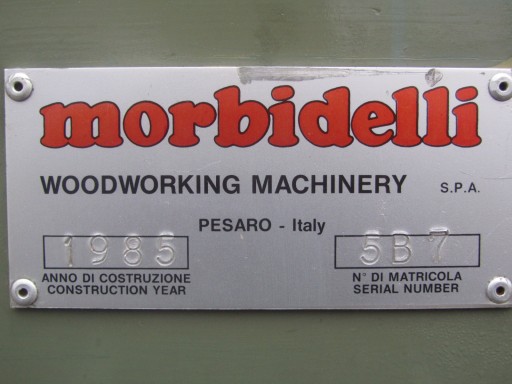 morbidelli
WOODWORKING MACHINERY S.P.A.
PESARO - Italy
1985 5B7
ANNO DI COSTRUZIONE N° DI MATRICOLA
CONSTRUCTION YEAR SERIAL NUMBER